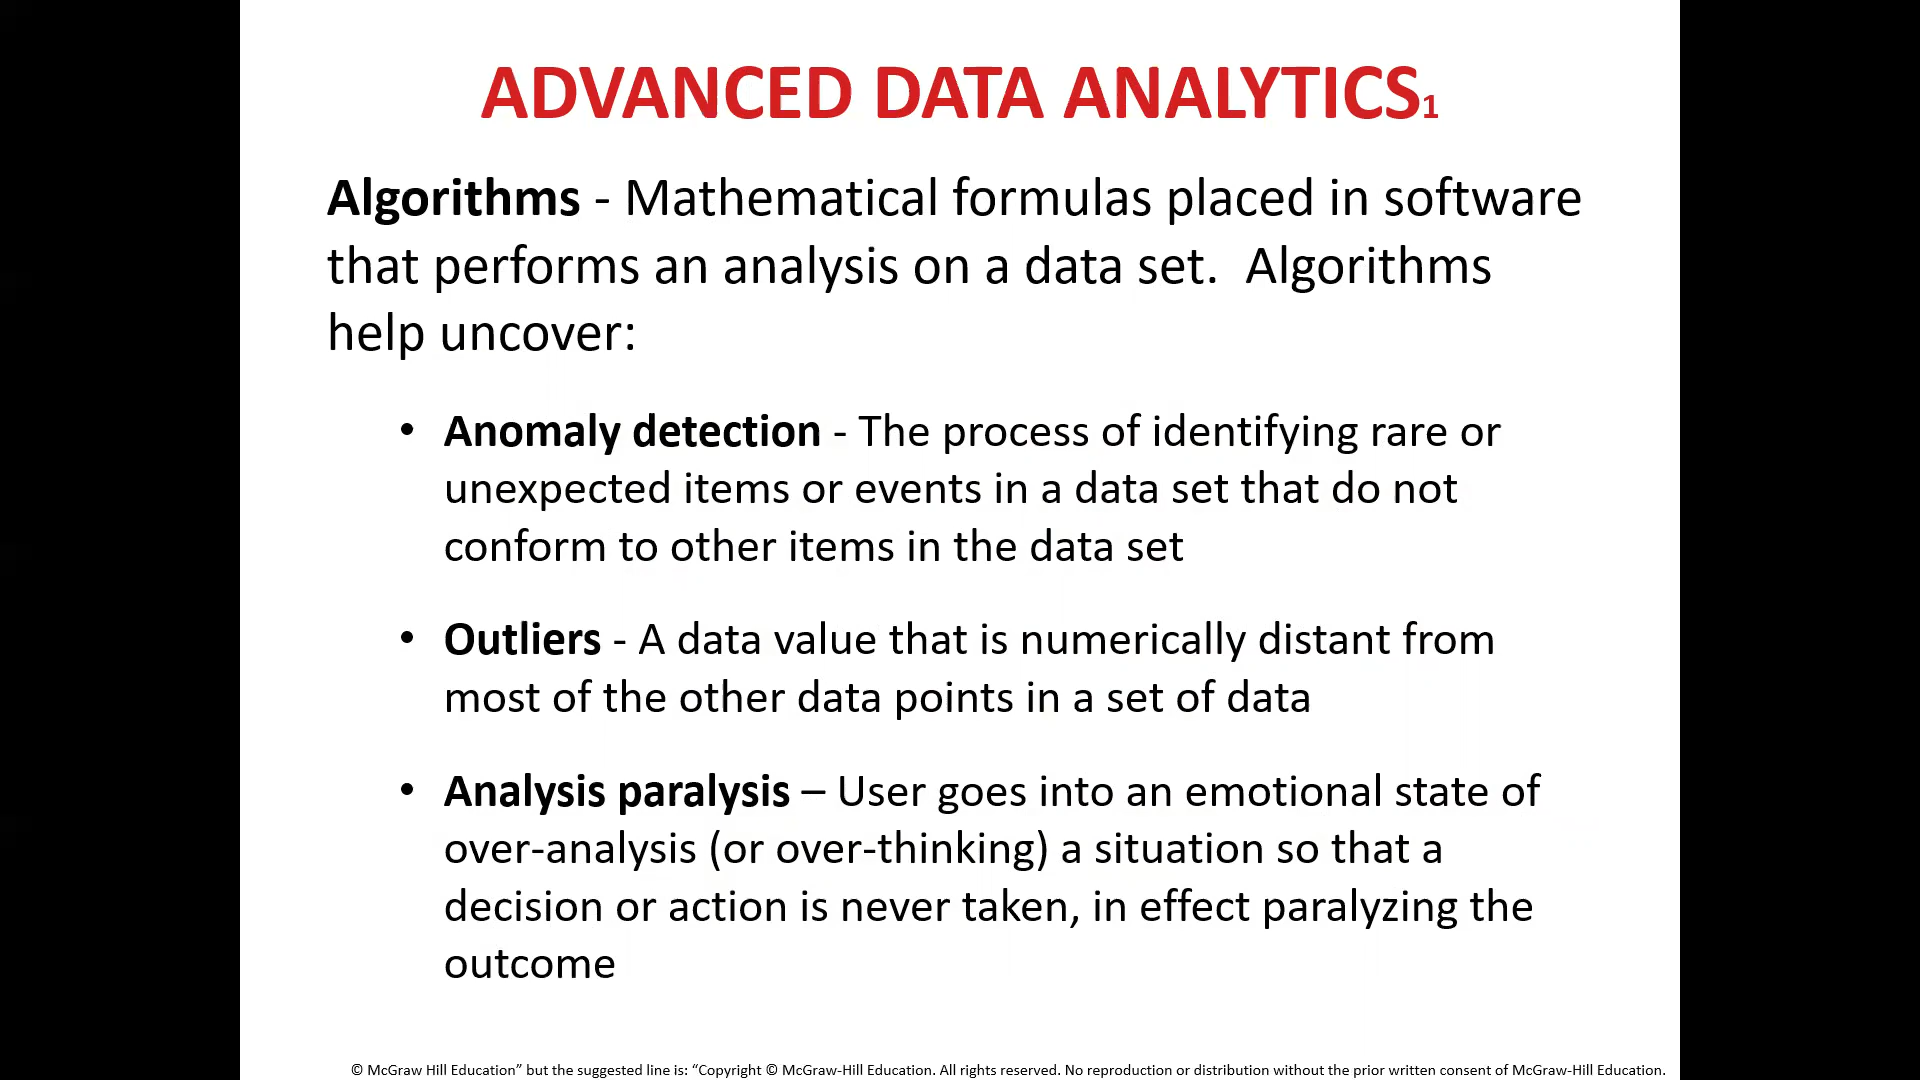 ADVANCED DATA ANALYTICS1
Algorithms - Mathematical formulas placed in software
that performs an analysis on a data set.  Algorithms
help uncover:
• Anomaly detection - The process of identifying rare or
unexpected items or events in a data set that do not
conform to other items in the data set
• Outliers - A data value that is numerically distant from
most of the other data points in a set of data
• Analysis paralysis – User goes into an emotional state of
over-analysis (or over-thinking) a situation so that a
decision or action is never taken, in effect paralyzing the
outcome
© McGraw Hill Education” but the suggested line is: “Copyright © McGraw-Hill Education. All rights reserved. No reproduction or distribution without the prior written consent of McGraw-Hill Education.